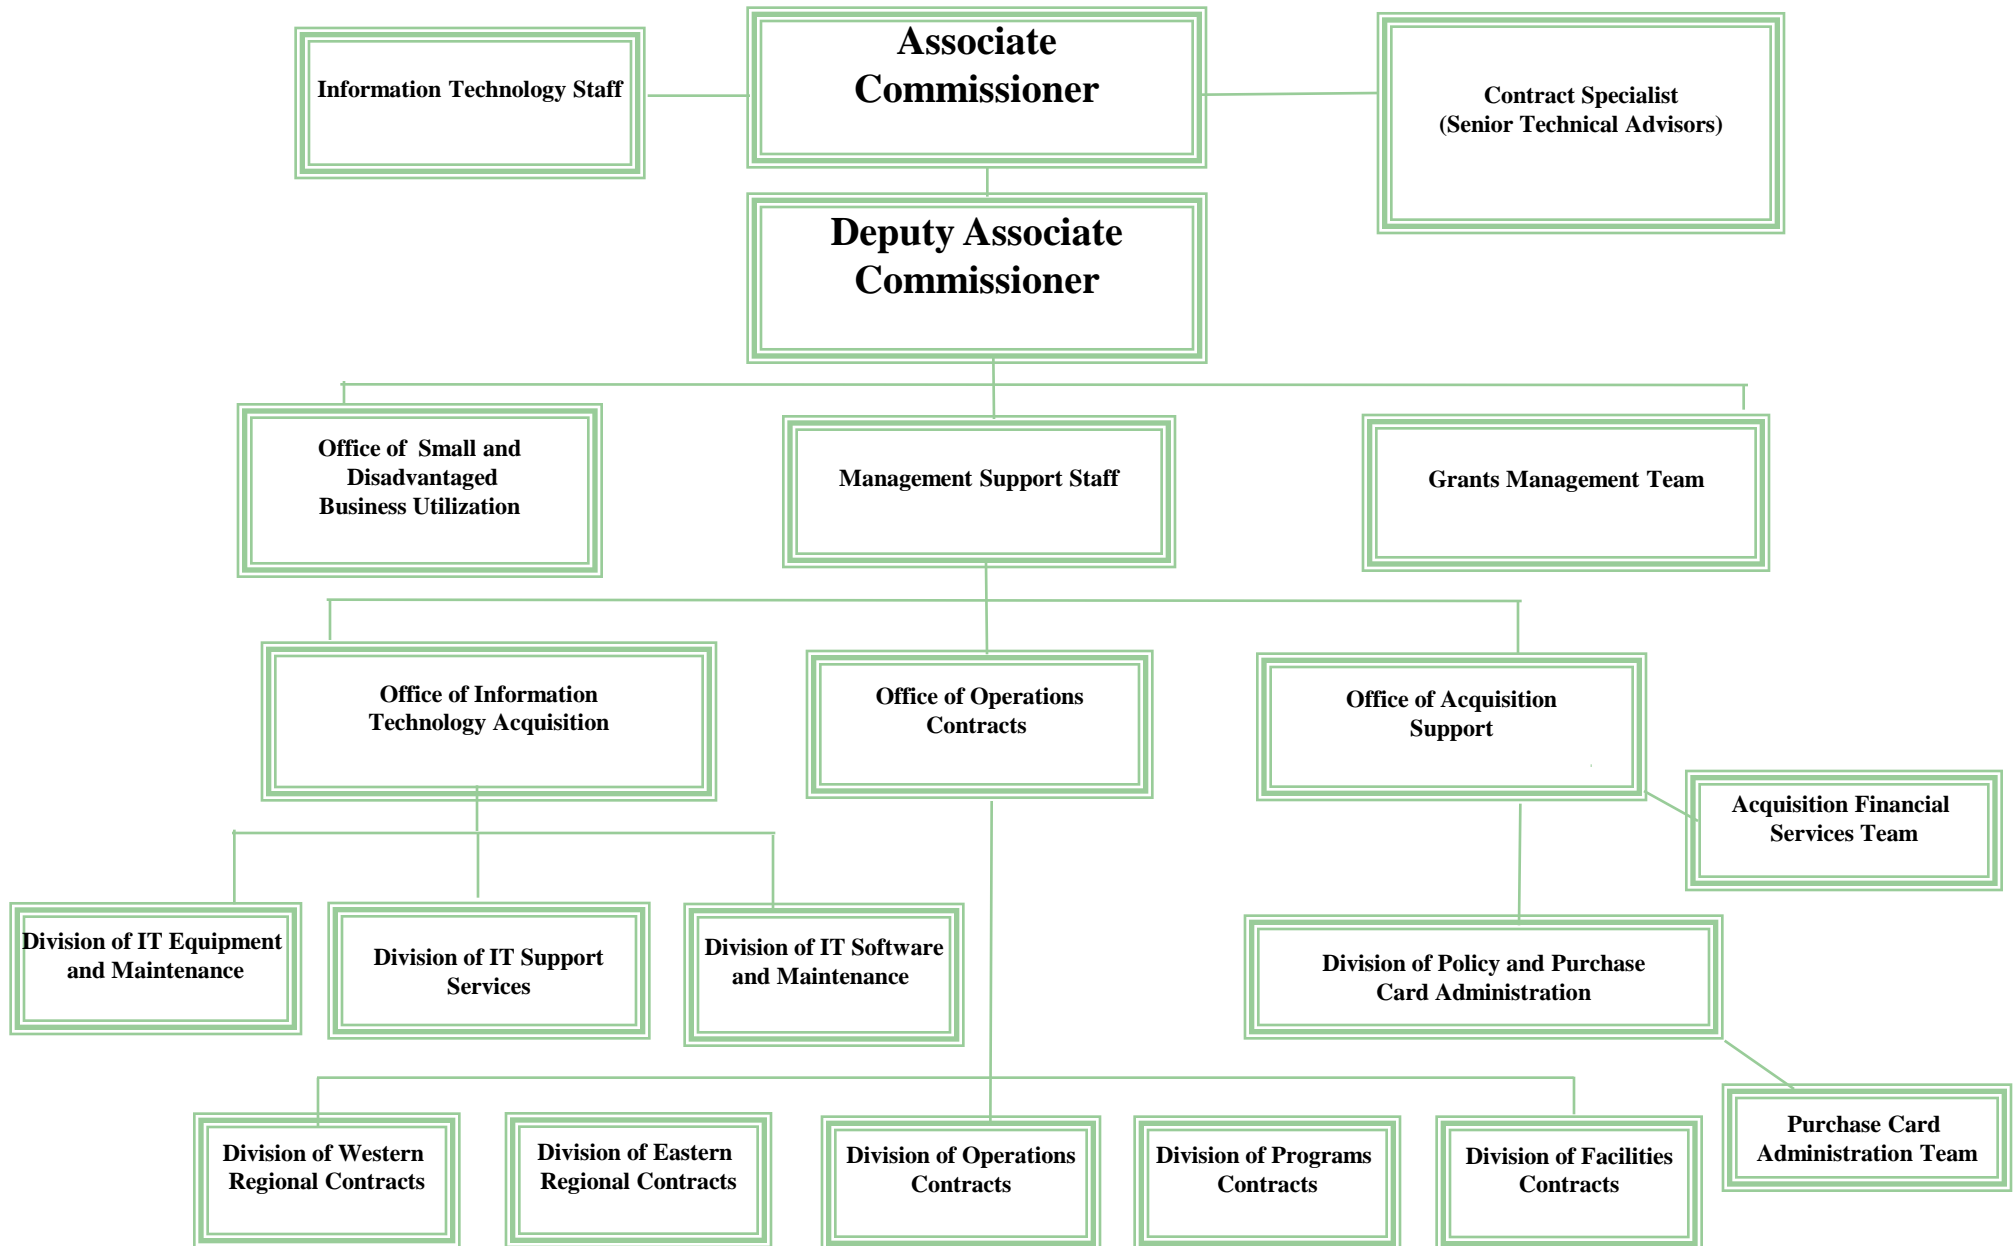 Associate
Commissioner
Information Technology Staff
Contract Specialist
(Senior Technical Advisors)
Deputy Associate
Commissioner
Office of  Small and
Disadvantaged
Business Utilization
Management Support Staff
Grants Management Team
Office of Information
Technology Acquisition
Office of Operations
Contracts
Office of Acquisition
Support
Acquisition Financial
Services Team
Division of IT Equipment
and Maintenance
Division of IT Support
Services
Division of IT Software
and Maintenance
Division of Policy and Purchase
Card Administration
Purchase Card
Administration Team
Division of Western
Regional Contracts
Division of Eastern
Regional Contracts
Division of Operations
Contracts
Division of Programs
Contracts
Division of Facilities
Contracts